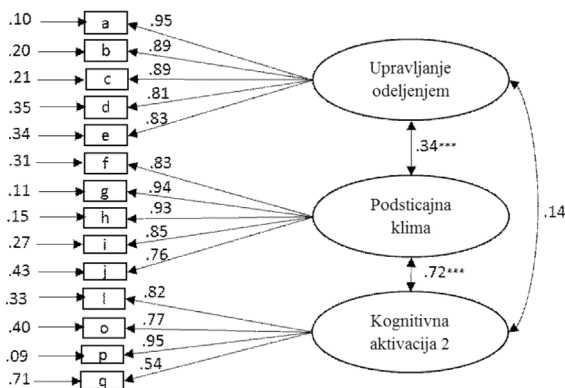 .10 a .95
.20 b .89
.21 c .89
.35 d .81
.34 e .83
.31 f .83
.11 g .94
.15 h .93
.27 i .85
.43 j .76
.33 l .82
.40 o .77
.09 p .95
.71 q .54
Upravljanje
odeljenjem
.34***
Podsticajna
klima
.72***
Kognitivna
aktivacija 2
.14